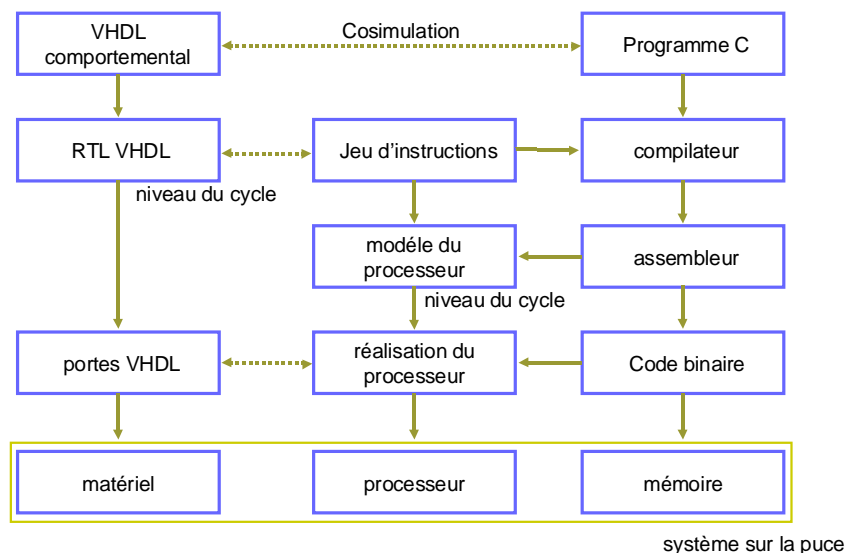 VHDL
comportemental
Cosimulation
Programme C
RTL VHDL
Jeu d'instructions
compilateur
niveau du cycle
modéle du
processeur
assembleur
niveau du cycle
portes VHDL
réalisation du
processeur
Code binaire
matériel
processeur
mémoire
système sur la puce